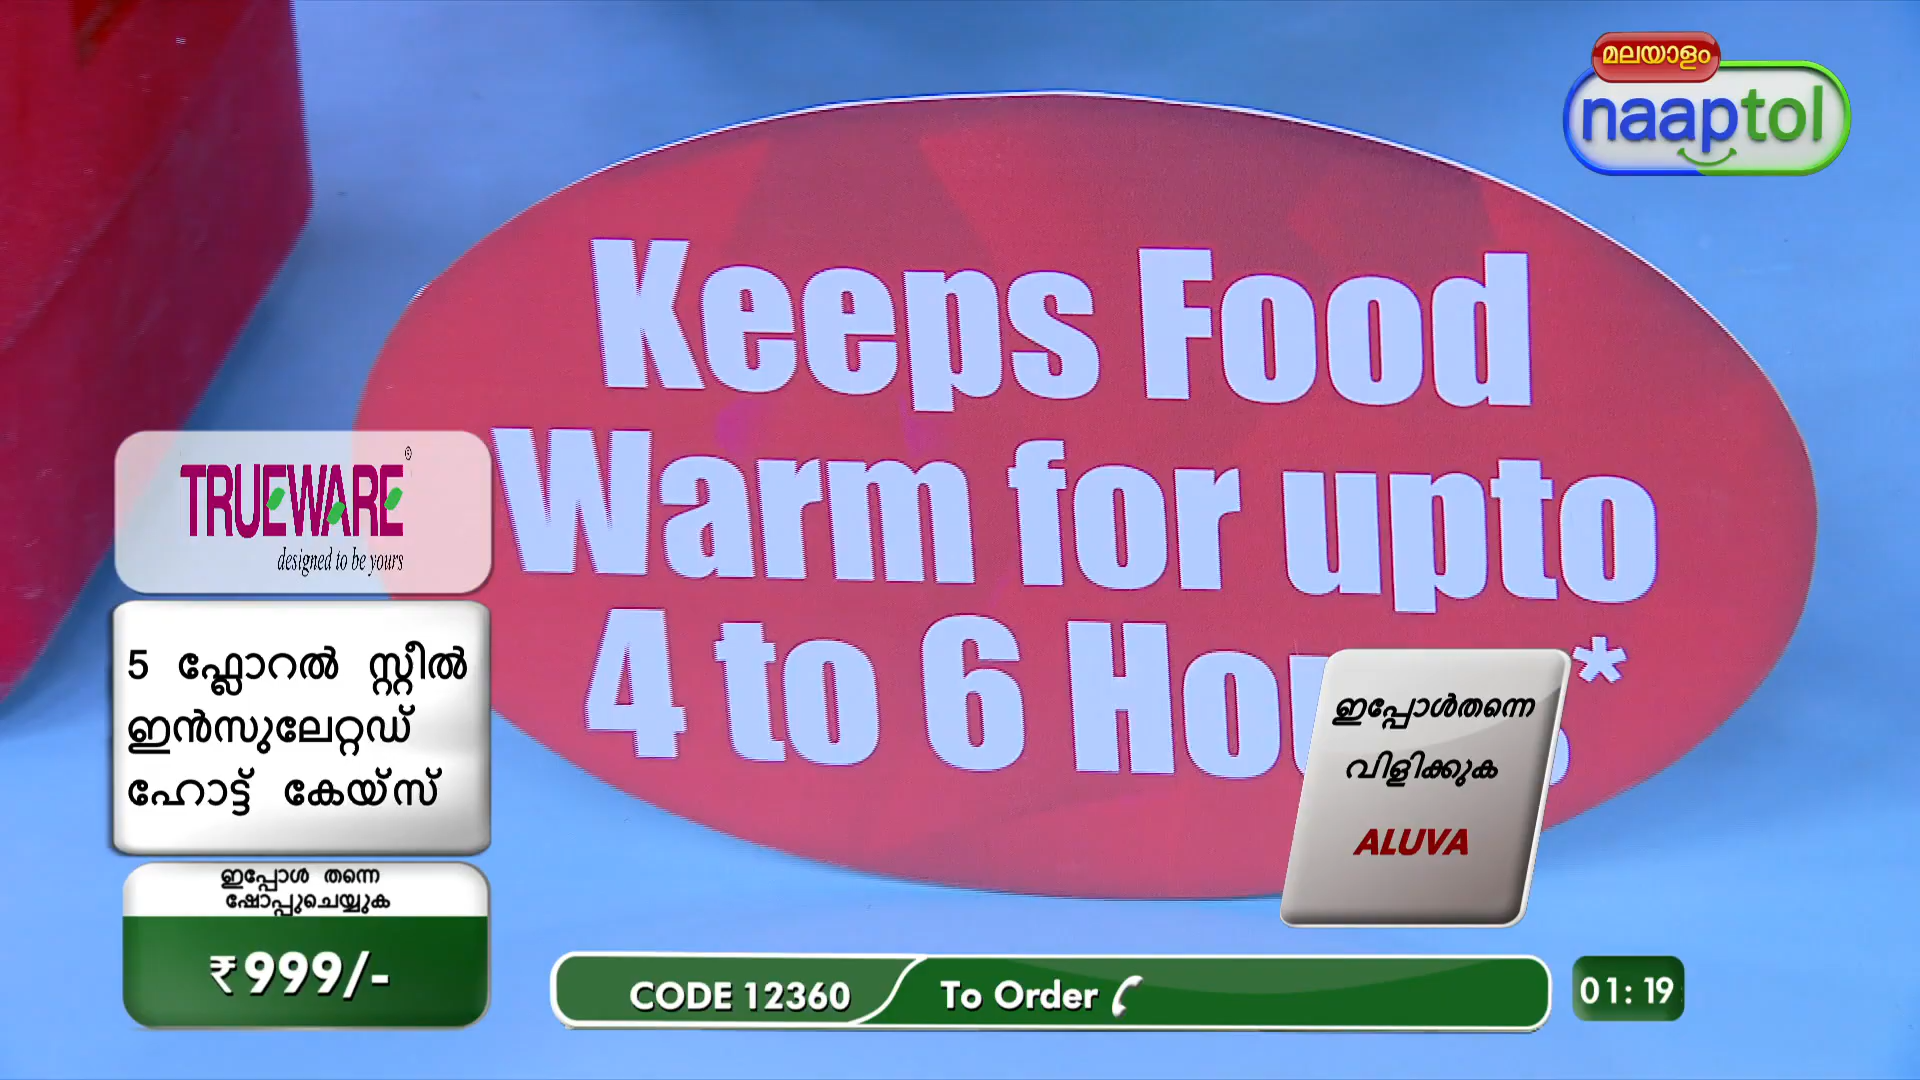 മലയാളം
naaptol
Keeps Food
Warm for upto
4 to 6
TRUEWARE®
designed to be yours
5 ഫ്ലോറൽ സ്റ്റീൽ
ഇൻസുലേറ്റഡ്
ഹോട്ട് കേയ്സ്
ഇപ്പോൾതന്നെ
വിളിക്കുക
ALUVA
ഇപ്പോൾ തന്നെ
ഷോപ്പുചെയ്യുക
₹999/-
CODE 12360
To Order
01:19